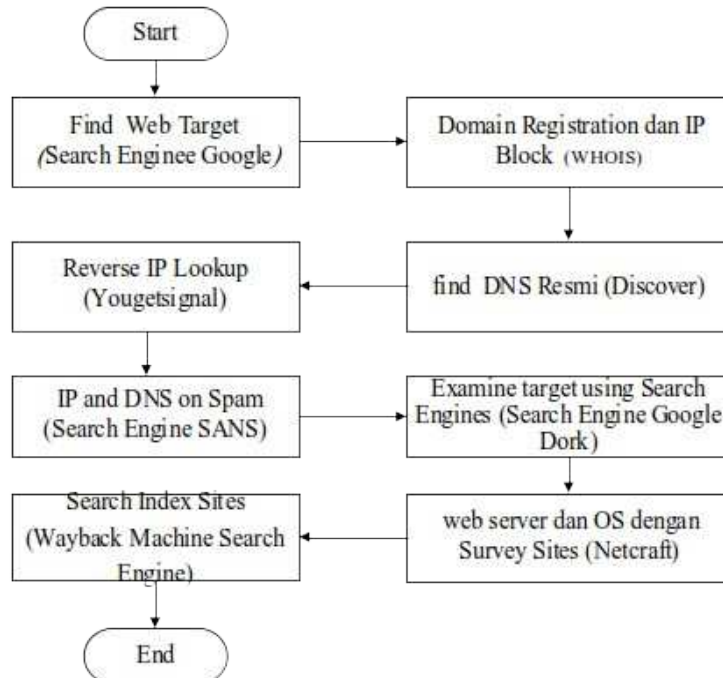 Start
Find Web Target
(Search Enginee Google)
Domain Registration dan IP
Block (WHOIS)
find DNS Resmi (Discover)
Reverse IP Lookup
(Yougetsignal)
IP and DNS on Spam
(Search Engine SANS)
Examine target using Search
Engines (Search Engine Google
Dork)
web server dan OS dengan
Survey Sites (Netcraft)
Search Index Sites
(Wayback Machine Search
Engine)
End